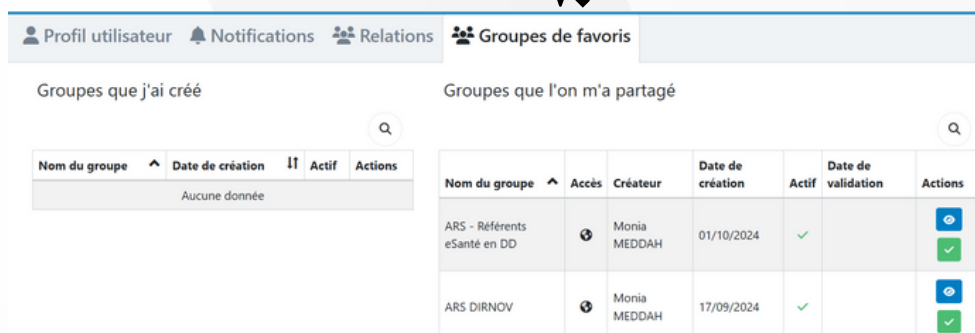 Profil utilisateur Notifications Relations Groupes de favoris
Groupes que j'ai créé
Nom du groupe Date de création Actif Actions
Aucune donnée
Groupes que l'on m'a partagé
Nom du groupe Accès Créateur Date de création Actif Date de validation Actions
ARS - Référents eSanté en DD Monia MEDDAH 01/10/2024
ARS DIRNOV Monia MEDDAH 17/09/2024